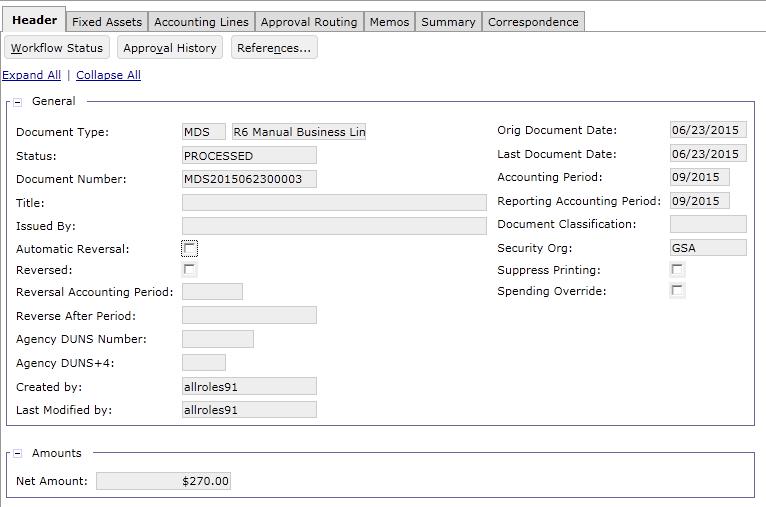 Header Fixed Assets Accounting Lines Approval Routing Memos Summary Correspondence
Workflow Status Approval History References...
Expand All | Collapse All
General
Document Type: MDS R6 Manual Business Lin
Status: PROCESSED
Document Number: MDS2015062300003
Title:
Issued By:
Automatic Reversal:
Reversed:
Reversal Accounting Period:
Reverse After Period:
Agency DUNS Number:
Agency DUNS+4:
Created by: allroles91
Last Modified by: allroles91
Orig Document Date: 06/23/2015
Last Document Date: 06/23/2015
Accounting Period: 09/2015
Reporting Accounting Period: 09/2015
Document Classification:
Security Org: GSA
Suppress Printing:
Spending Override:
Amounts
Net Amount: $270.00